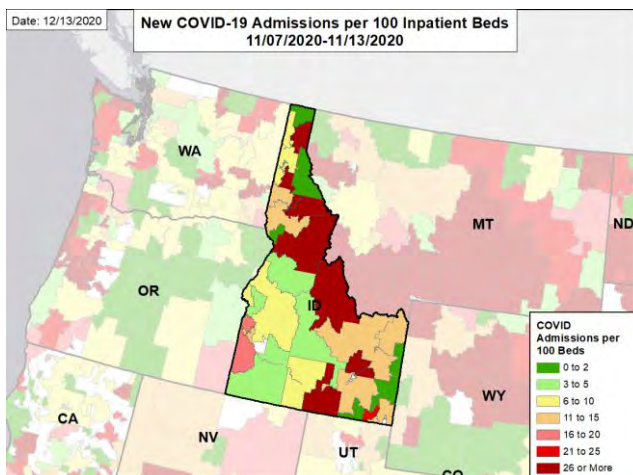 Date: 12/13/2020
New COVID-19 Admissions per 100 Inpatient Beds
11/07/2020-11/13/2020
WA
MT
ND
OR
ID
WY
CA
NV
UT
CO
COVID
Admissions per
100 Beds
0 to 2
3 to 5
6 to 10
11 to 15
16 to 20
21 to 25
26 or More